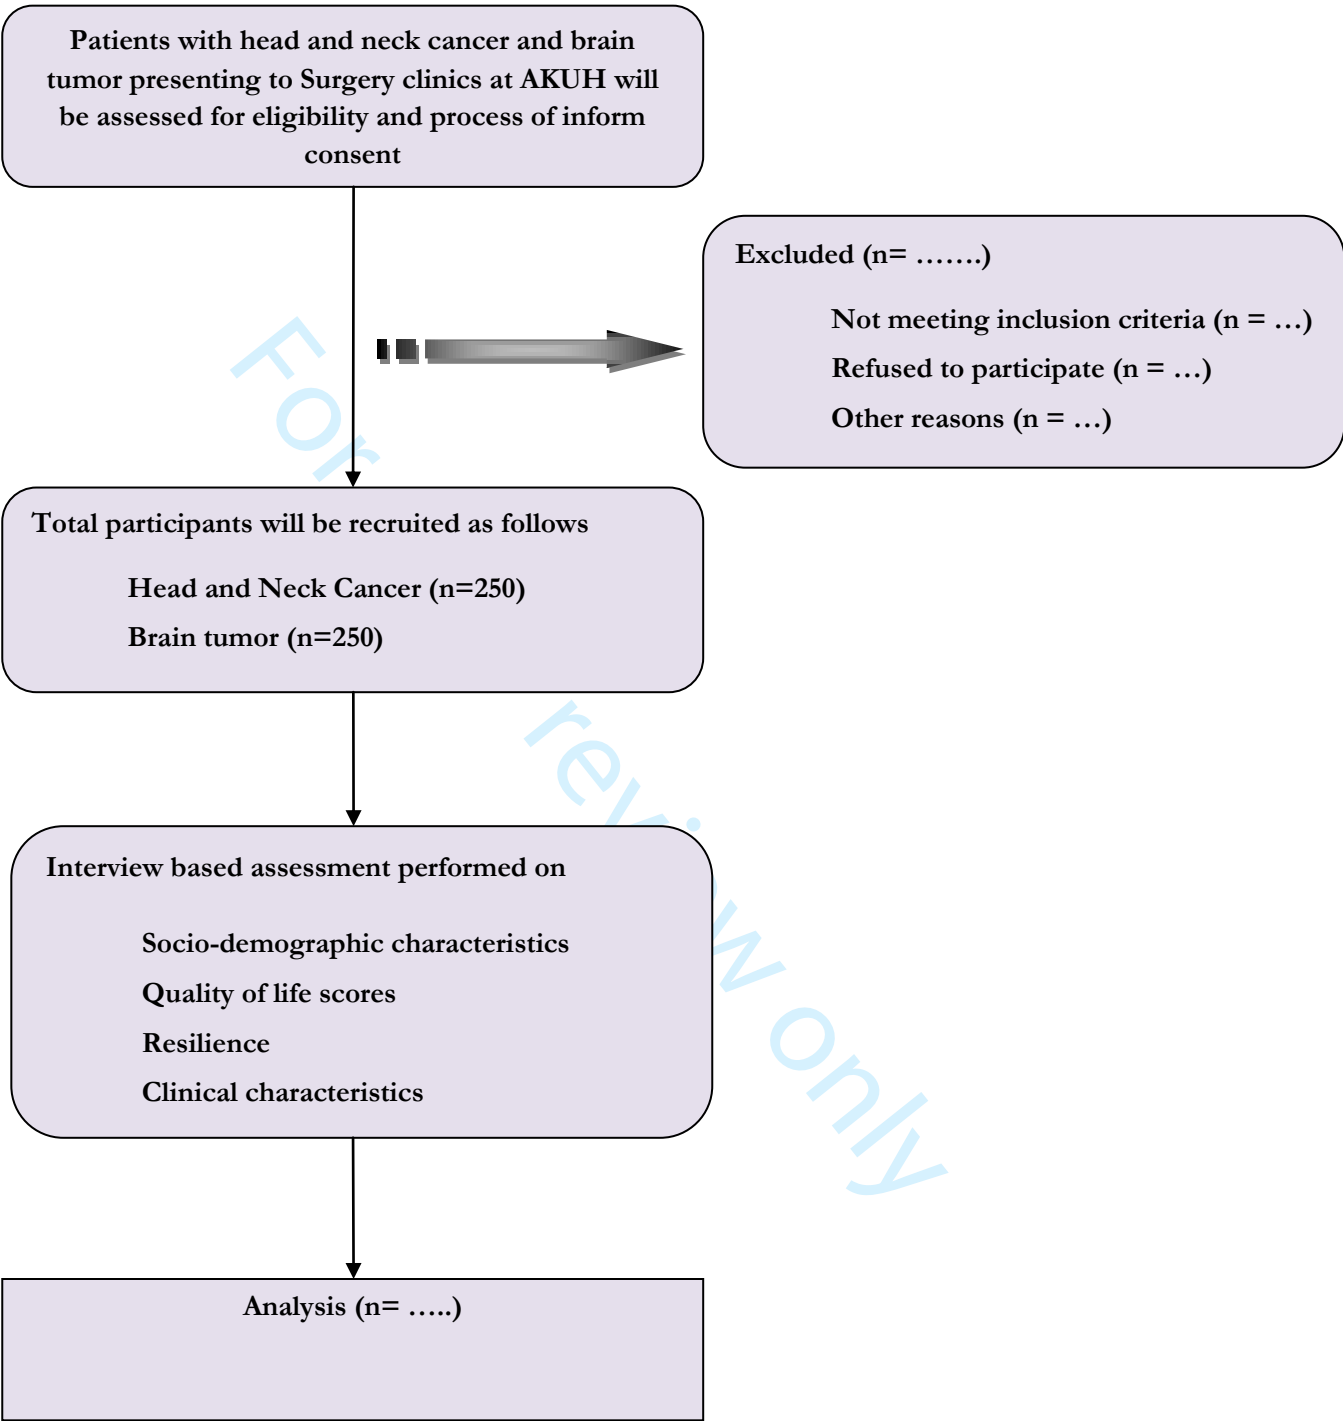 Patients with head and neck cancer and brain
tumor presenting to Surgery clinics at AKUH will
be assessed for eligibility and process of inform
consent
Excluded (n= …….)
Not meeting inclusion criteria (n = …)
Refused to participate (n = …)
Other reasons (n = …)
Total participants will be recruited as follows
Head and Neck Cancer (n=250)
Brain tumor (n=250)
Interview based assessment performed on
Socio-demographic characteristics
Quality of life scores
Resilience
Clinical characteristics
Analysis (n= …..)
For review only